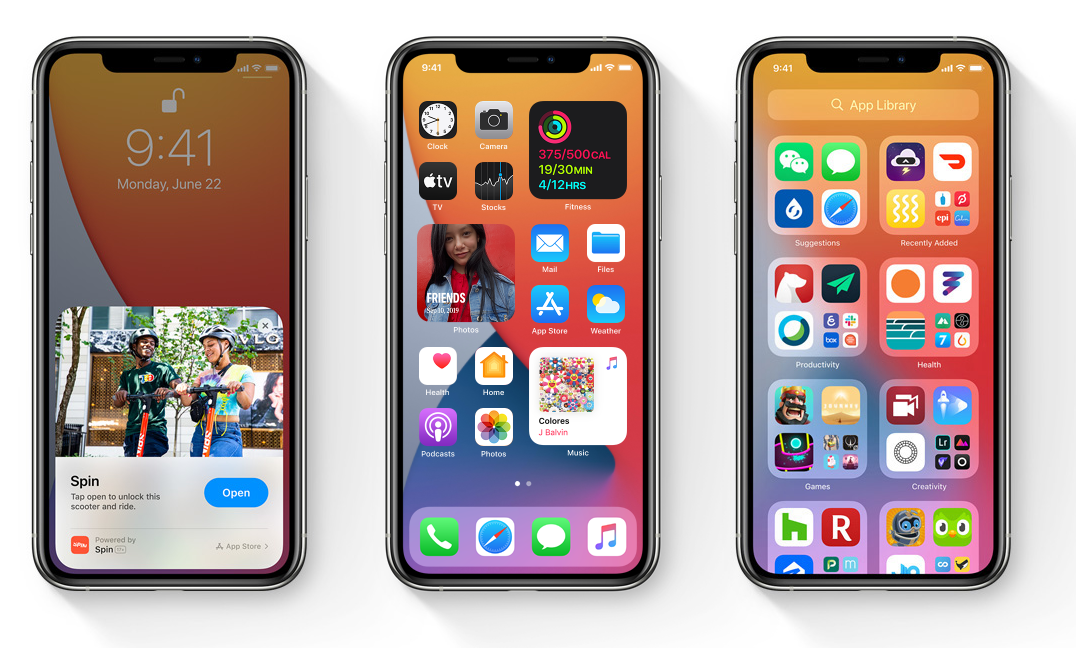 9:41
Monday, June 22
Spin
Tap open to unlock this
scooter and ride.
Open
Powered by
Spin 17+
App Store >
9:41
Clock
Camera
375/500CAL
19/30MIN
4/12HRS
tv
TV
Stocks
Fitness
FRIENDS
Sep 10, 2019
Photos
Mail
Files
App Store
Weather
Health
Home
Colores
J Balvin
Podcasts
Photos
Music
9:41
App Library
epi
Suggestions
Recently Added
box
7
Productivity
Health
Lr
Games
Creativity
R
P
m